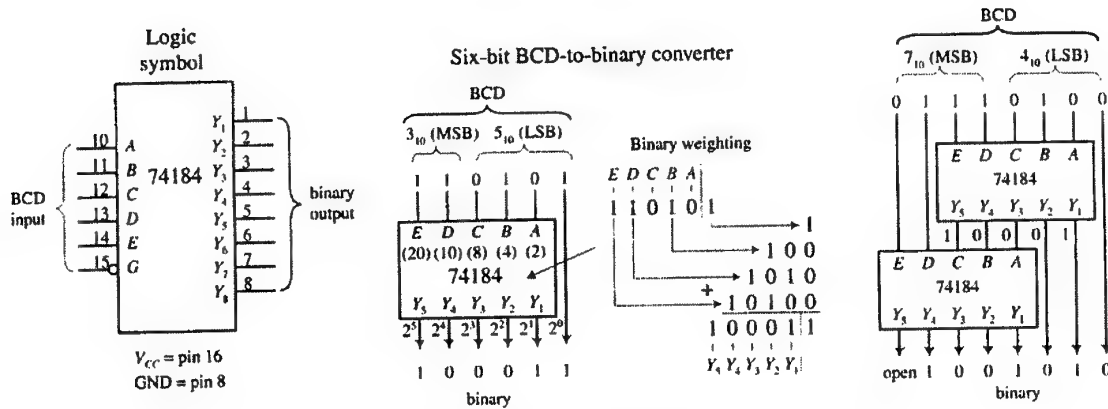 Logic
symbol
10 A
11 B
12 C
13 D
14 E
15 G
BCD
input
74184
Y1 1
Y2 2
Y3 3
Y4 4
Y5 5
Y6 6
Y7 7
Y8 8
binary
output
VCC = pin 16
GND = pin 8
Six-bit BCD-to-binary converter
BCD
3₁₀ (MSB) 5₁₀ (LSB)
1 1 0 1 0 1
E D C B A
(20) (10) (8) (4) (2)
74184
Y5 Y4 Y3 Y2 Y1
2⁵ 2⁴ 2³ 2² 2¹ 2⁰
1 0 0 0 1 1
binary
Binary weighting
E D C B A
1 1 0 1 0 1
1
1 0 0
1 0 1 0
+ 1 0 1 0 0
1 0 0 0 1 1
Y5 Y4 Y3 Y2 Y1
BCD
7₁₀ (MSB) 4₁₀ (LSB)
0 1 1 1 0 1 0 0
E D C B A
74184
Y5 Y4 Y3 Y2 Y1
1 0 0 0 1
E D C B A
74184
Y5 Y4 Y3 Y2 Y1
open 1 0 0 1 0 1 0
binary